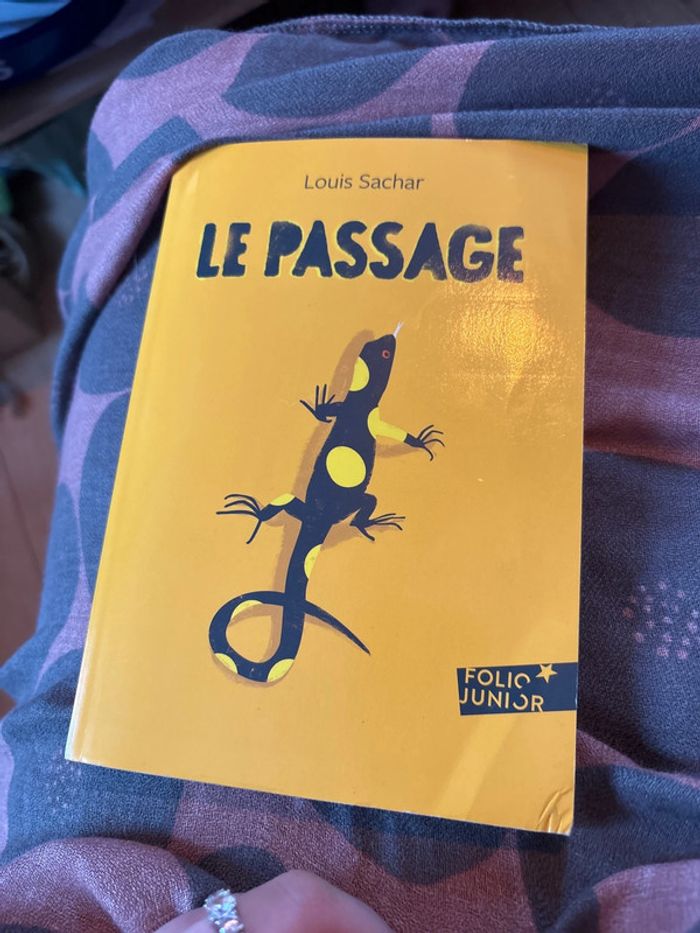 Louis Sachar
LE PASSAGE
FOLIO
JUNIOR